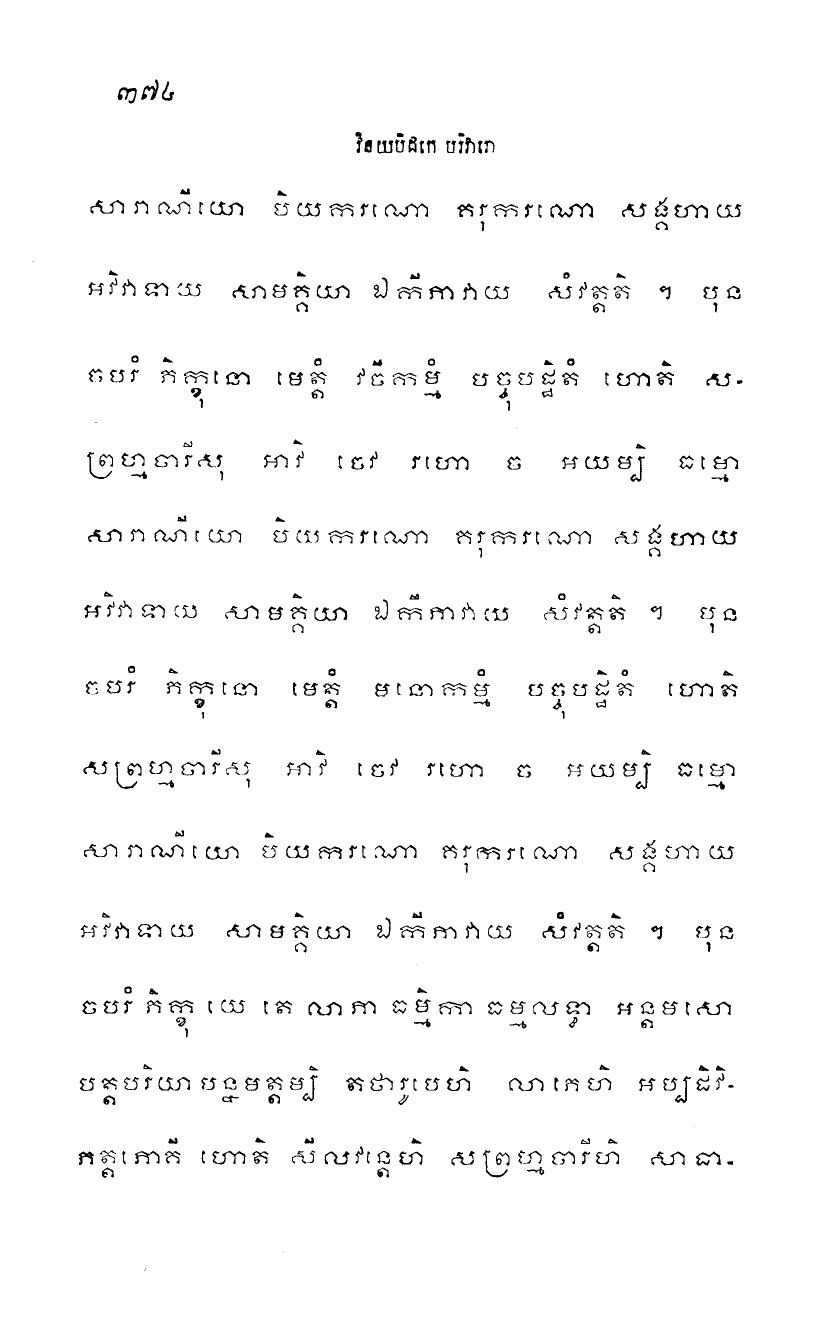 ៣៧៤
វិនយបិដកេ បរិវារោ
សារាណីយោ បិយករណោ គរុករណោ សង្គហាយ
អវិវាទាយ សាមគ្គិយា ឯកីភាវាយ សំវត្តតិ ។ បុន
ចបរំ ភិក្ខុនោ មេត្តំ វចីកម្មំ បច្ចុបដ្ឋិតំ ហោតិ ស-
ព្រហ្មចារីសុ អាវិ ចេវ រហោ ច អយម្បិ ធម្មោ
សារាណីយោ បិយករណោ គរុករណោ សង្គហាយ
អវិវាទាយ សាមគ្គិយា ឯកីភាវាយ សំវត្តតិ ។ បុន
ចបរំ ភិក្ខុនោ មេត្តំ មនោកម្មំ បច្ចុបដ្ឋិតំ ហោតិ
សព្រហ្មចារីសុ អាវិ ចេវ រហោ ច អយម្បិ ធម្មោ
សារាណីយោ បិយករណោ គរុករណោ សង្គហាយ
អវិវាទាយ សាមគ្គិយា ឯកីភាវាយ សំវត្តតិ ។ បុន
ចបរំ ភិក្ខុ យេ តេ លាភា ធម្មិកា ធម្មលទ្ធា អន្តមសោ
បត្តបរិយាបន្នមត្តម្បិ តថារូបេហិ លាភេហិ អប្បដិវិ-
ភត្តភោគី ហោតិ សីលវន្តេហិ សព្រហ្មចារីហិ សាធា-